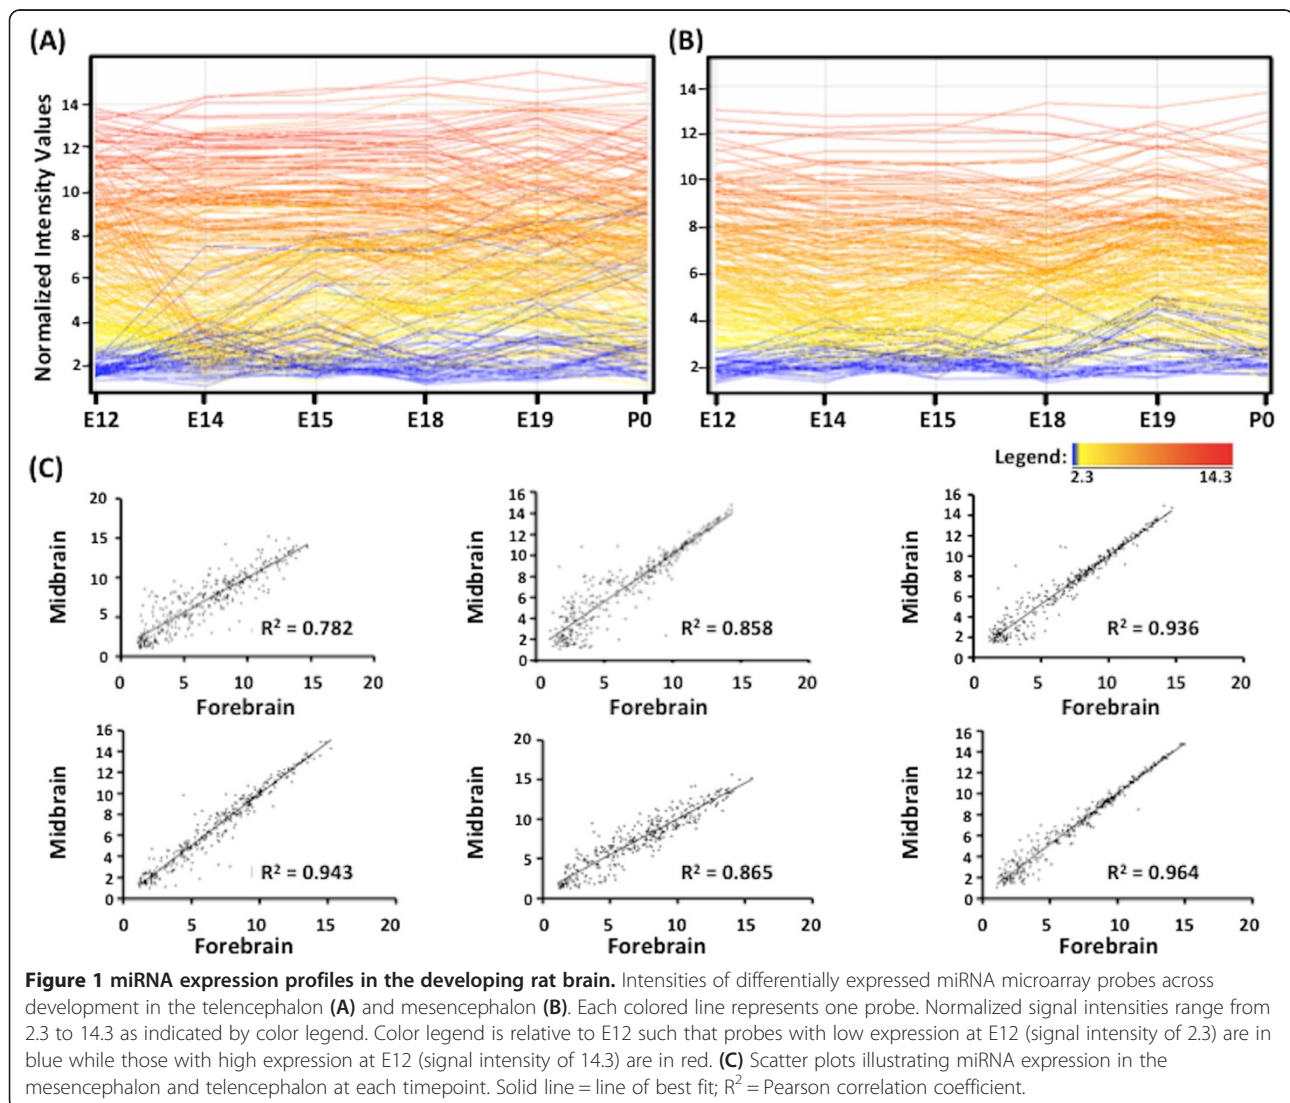 (A)
(B)
Normalized Intensity Values
14
12
10
8
6
4
2
E12 E14 E15 E18 E19 P0
14
12
10
8
6
4
2
E12 E14 E15 E18 E19 P0
Legend:
2.3 14.3
(C)
Midbrain
20
15
10
5
0
0 5 10 15 20
Forebrain
R² = 0.782
Midbrain
16
14
12
10
8
6
4
2
0
0 5 10 15 20
Forebrain
R² = 0.858
Midbrain
16
14
12
10
8
6
4
2
0
0 5 10 15 20
Forebrain
R² = 0.936
Midbrain
16
14
12
10
8
6
4
2
0
0 5 10 15 20
Forebrain
R² = 0.943
Midbrain
20
15
10
5
0
0 5 10 15 20
Forebrain
R² = 0.865
Midbrain
16
14
12
10
8
6
4
2
0
0 5 10 15 20
Forebrain
R² = 0.964
Figure 1 miRNA expression profiles in the developing rat brain. Intensities of differentially expressed miRNA microarray probes across
development in the telencephalon (A) and mesencephalon (B). Each colored line represents one probe. Normalized signal intensities range from
2.3 to 14.3 as indicated by color legend. Color legend is relative to E12 such that probes with low expression at E12 (signal intensity of 2.3) are in
blue while those with high expression at E12 (signal intensity of 14.3) are in red. (C) Scatter plots illustrating miRNA expression in the
mesencephalon and telencephalon at each timepoint. Solid line = line of best fit; R² = Pearson correlation coefficient.